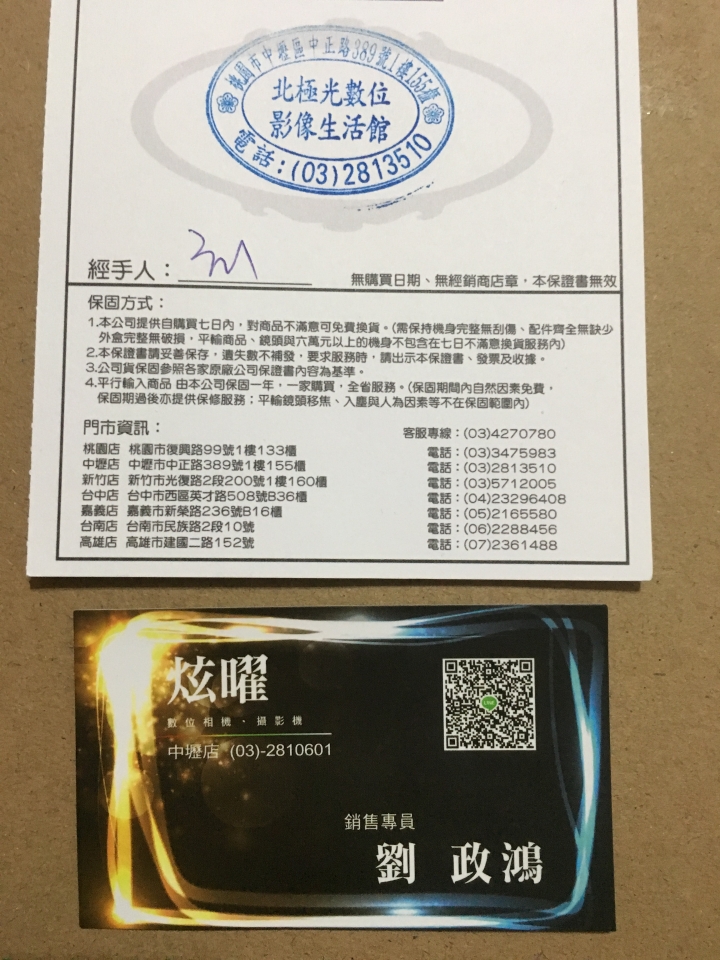 桃園市中壢區中正路389號1樓155櫃
北極光數位
影像生活館
電話:(03)2813510
經手人：
無購買日期、無經銷商店章，本保證書無效
保固方式：
1.本公司提供自購買七日內，對商品不滿意可免費換貨。(需保持機身完整無刮傷、配件齊全無缺少
外盒完整無破損，平輸商品、鏡頭與六萬元以上的機身不包含在七日不滿意換貨服務內)
2.本保證書請妥善保存，遺失數不補發，要求服務時，請出示本保證書、發票及收據。
3.公司貨保固參照各家原廠公司保證書內容為基準。
4.平行輸入商品 由本公司保固一年，一家購買，全省服務。(保固期間內自然因素免費，
保固期過後亦提供保修服務；平輸鏡頭移焦、入塵與人為因素等不在保固範圍內)
門市資訊：
客服專線：(03)4270780
桃園店 桃園市復興路99號1樓133櫃 電話：(03)3475983
中壢店 中壢市中正路389號1樓155櫃 電話：(03)2813510
新竹店 新竹市光復路2段200號1樓160櫃 電話：(03)5712005
台中店 台中市西區英才路508號B36櫃 電話：(04)23296408
嘉義店 嘉義市新榮路236號B16櫃 電話：(05)2165580
台南店 台南市民族路2段10號 電話：(06)2288456
高雄店 高雄市建國二路152號 電話：(07)2361488
炫曜
數位相機・攝影機
中壢店 (03)-2810601
LINE
銷售專員
劉 政鴻